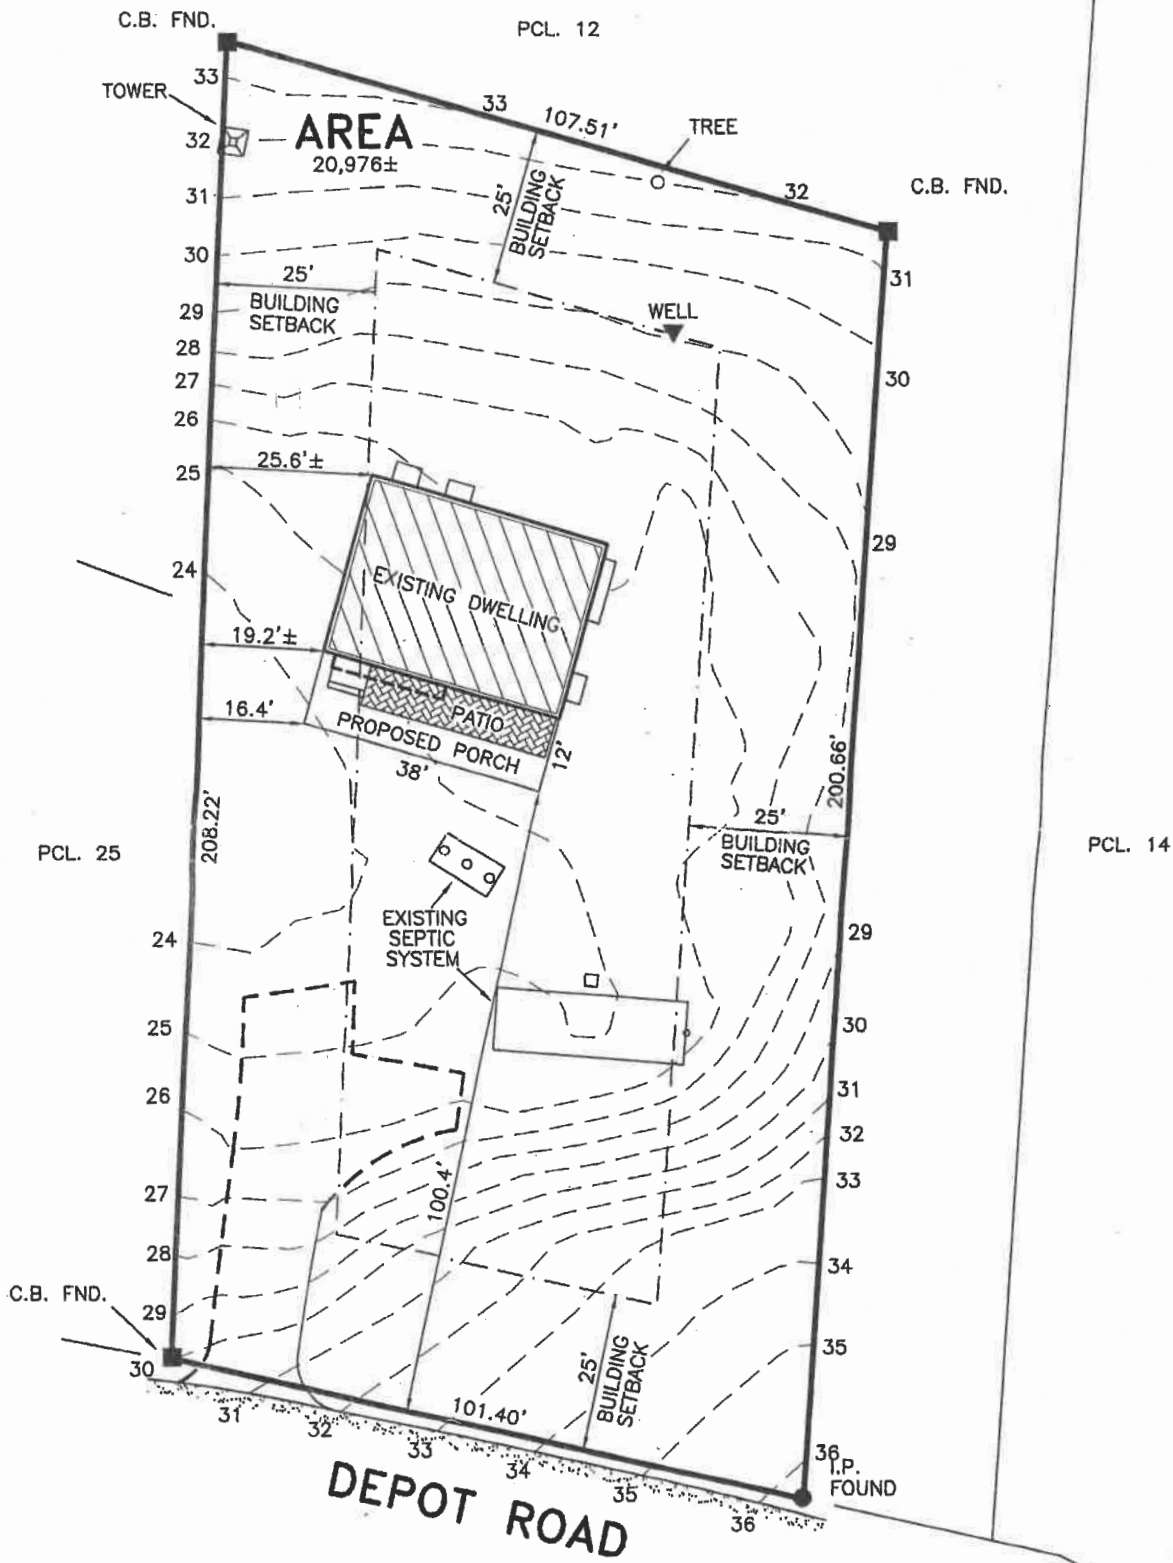 C.B. FND.
PCL. 12
33
TOWER
33
107.51'
TREE
32
AREA
20,976±
31
25'
BUILDING
SETBACK
32
C.B. FND.
30
31
25'
BUILDING
SETBACK
29
WELL
28
30
27
26
25
25.6'±
29
24
EXISTING DWELLING
19.2'±
16.4'
PATIO
PROPOSED PORCH
12'
38'
200.66'
208.22'
25'
BUILDING
SETBACK
PCL. 25
PCL. 14
EXISTING
SEPTIC
SYSTEM
24
29
25
30
26
31
32
27
33
100.4'
28
34
C.B. FND.
29
35
30
25'
BUILDING
SETBACK
101.40'
31
32
33
34
35
36
36
I.P.
FOUND
DEPOT ROAD